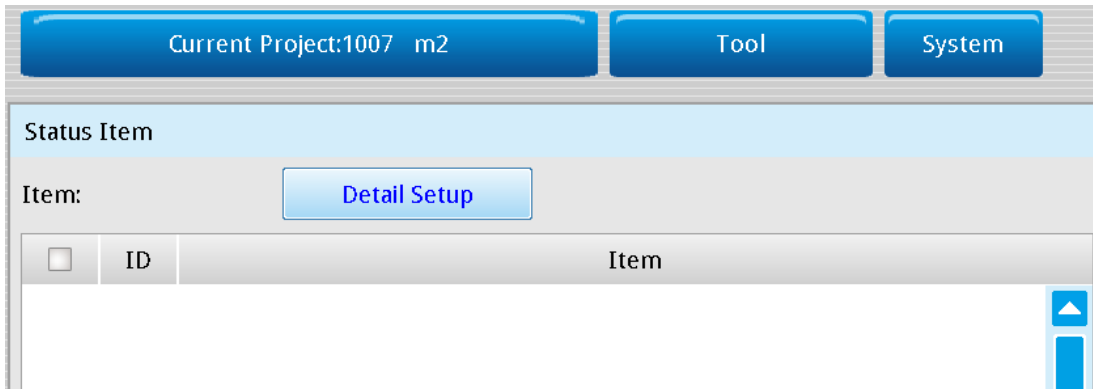 Current Project:1007 m2 Tool System
Status Item
Item: Detail Setup
ID Item